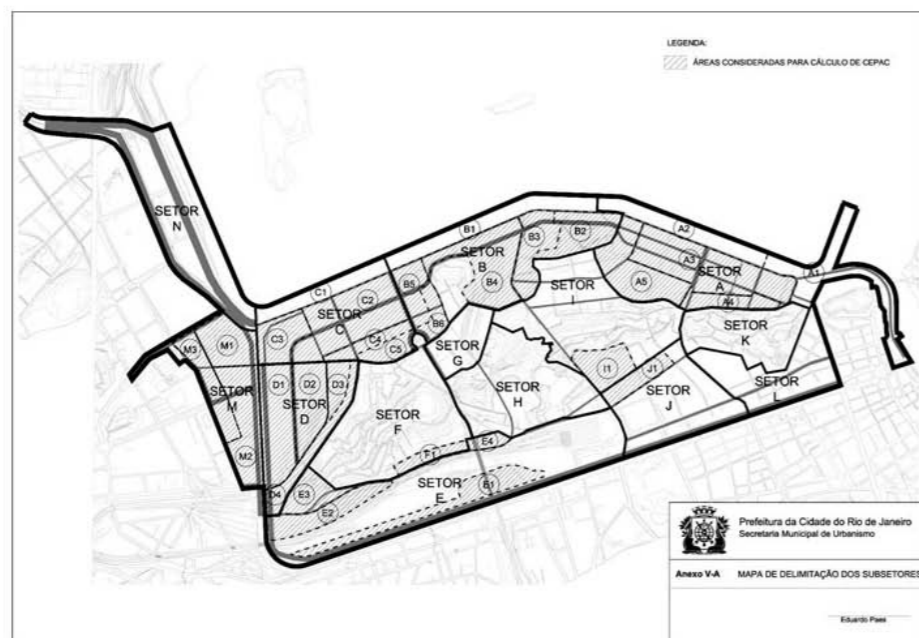 LEGENDA:
ÁREAS CONSIDERADAS PARA CÁLCULO DE CEPAC
SETOR
N
B1
A2
B3
B2
SETOR
B
A3
A1
C1
C2
B5
B4
SETOR
I
A5
SETOR
A
A4
SETOR
C
C3
B6
C4
C5
SETOR
K
M3
M1
SETOR
G
SETOR
M
D1
D2
D3
I1
J1
SETOR
D
SETOR
H
SETOR
J
SETOR
L
SETOR
F
M2
F1
E4
D4
E3
SETOR
E
E1
E2
Prefeitura da Cidade do Rio de Janeiro
Secretaria Municipal de Urbanismo
Anexo V-A MAPA DE DELIMITAÇÃO DOS SUBSETORES
Eduardo Paes